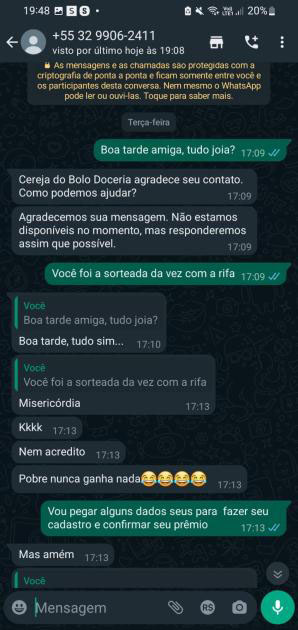 19:48
20%
+55 32 9906-2411
visto por último hoje às 19:08
As mensagens e as chamadas são protegidas com a
criptografia de ponta a ponta e ficam somente entre você e
os participantes desta conversa. Nem mesmo o WhatsApp
pode ler ou ouvi-las. Toque para saber mais.
Terça-feira
Boa tarde amiga, tudo joia? 17:09
Cereja do Bolo Doceria agradece seu contato.
Como podemos ajudar? 17:09
Agradecemos sua mensagem. Não estamos
disponíveis no momento, mas responderemos
assim que possível. 17:09
Você foi a sorteada da vez com a rifa 17:09
Você
Boa tarde amiga, tudo joia?
Boa tarde, tudo sim... 17:10
Você
Você foi a sorteada da vez com a rifa
Misericórdia 17:13
Kkkk 17:13
Nem acredito 17:13
Pobre nunca ganha nada😂😂😂😂 17:13
Vou pegar alguns dados seus para fazer seu
cadastro e confirmar seu prêmio 17:13
Mas amém 17:13
Você
Mensagem
R$